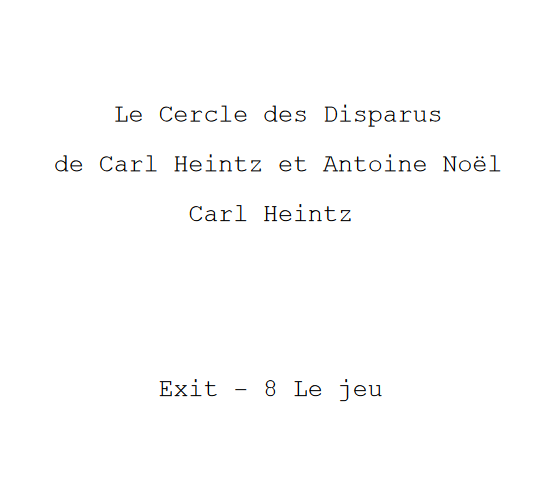 Le Cercle des Disparus
de Carl Heintz et Antoine Noël
Carl Heintz
Exit – 8 Le jeu